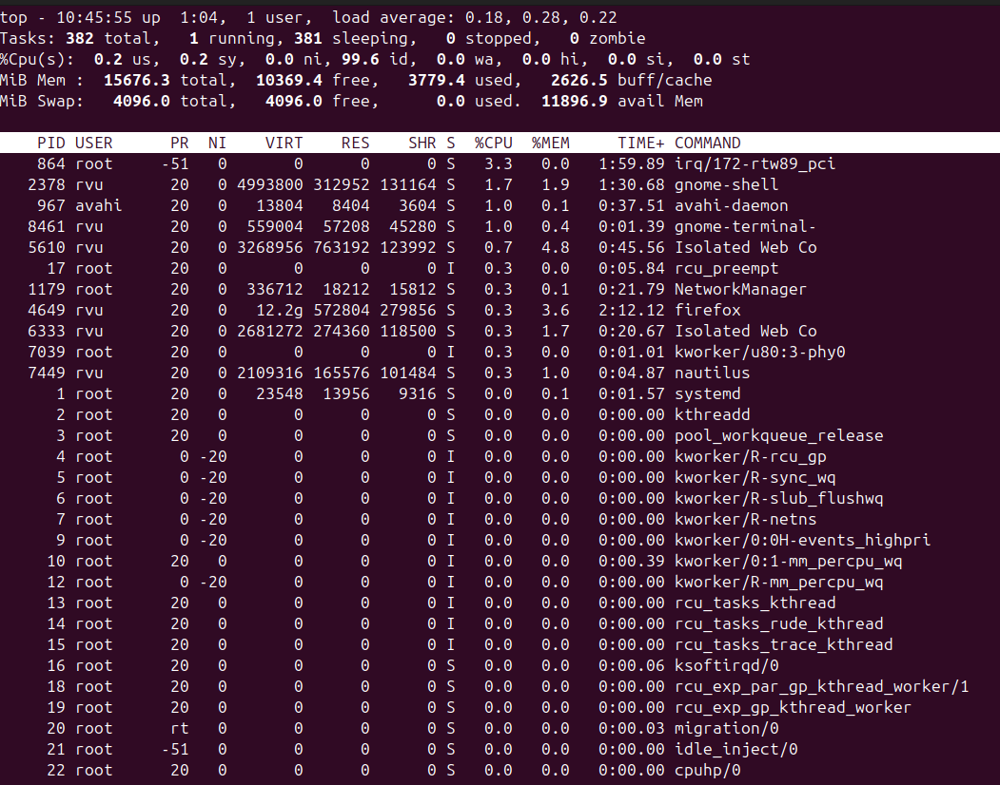 top - 10:45:55 up  1:04,  1 user,  load average: 0.18, 0.28, 0.22
Tasks: 382 total,   1 running, 381 sleeping,   0 stopped,   0 zombie
%Cpu(s):  0.2 us,  0.2 sy,  0.0 ni, 99.6 id,  0.0 wa,  0.0 hi,  0.0 si,  0.0 st
MiB Mem :  15676.3 total,  10369.4 free,   3779.4 used,   2626.5 buff/cache
MiB Swap:   4096.0 total,   4096.0 free,      0.0 used.  11896.9 avail Mem
    PID USER      PR  NI    VIRT    RES    SHR S  %CPU  %MEM     TIME+ COMMAND
    864 root     -51   0       0      0      0 S   3.3   0.0   1:59.89 irq/172-rtw89_pci
   2378 rvu       20   0 4993800 312952 131164 S   1.7   1.9   1:30.68 gnome-shell
    967 avahi     20   0   13804   8404   3604 S   1.0   0.1   0:37.51 avahi-daemon
   8461 rvu       20   0  559004  57208  45280 S   1.0   0.4   0:01.39 gnome-terminal-
   5610 rvu       20   0 3268956 763192 123992 S   0.7   4.8   0:45.56 Isolated Web Co
     17 root      20   0       0      0      0 I   0.3   0.0   0:05.84 rcu_preempt
   1179 root      20   0  336712  18212  15812 S   0.3   0.1   0:21.79 NetworkManager
   4649 rvu       20   0   12.2g 572804 279856 S   0.3   3.6   2:12.12 firefox
   6333 rvu       20   0 2681272 274360 118500 S   0.3   1.7   0:20.67 Isolated Web Co
   7039 root      20   0       0      0      0 I   0.3   0.0   0:01.01 kworker/u80:3-phy0
   7449 rvu       20   0 2109316 165576 101484 S   0.3   1.0   0:04.87 nautilus
      1 root      20   0   23548  13956   9316 S   0.0   0.1   0:01.57 systemd
      2 root      20   0       0      0      0 S   0.0   0.0   0:00.00 kthreadd
      3 root      20   0       0      0      0 S   0.0   0.0   0:00.00 pool_workqueue_release
      4 root       0 -20       0      0      0 I   0.0   0.0   0:00.00 kworker/R-rcu_gp
      5 root       0 -20       0      0      0 I   0.0   0.0   0:00.00 kworker/R-sync_wq
      6 root       0 -20       0      0      0 I   0.0   0.0   0:00.00 kworker/R-slub_flushwq
      7 root       0 -20       0      0      0 I   0.0   0.0   0:00.00 kworker/R-netns
      9 root       0 -20       0      0      0 I   0.0   0.0   0:00.00 kworker/0:0H-events_highpri
     10 root      20   0       0      0      0 I   0.0   0.0   0:00.39 kworker/0:1-mm_percpu_wq
     12 root       0 -20       0      0      0 I   0.0   0.0   0:00.00 kworker/R-mm_percpu_wq
     13 root      20   0       0      0      0 I   0.0   0.0   0:00.00 rcu_tasks_kthread
     14 root      20   0       0      0      0 I   0.0   0.0   0:00.00 rcu_tasks_rude_kthread
     15 root      20   0       0      0      0 I   0.0   0.0   0:00.00 rcu_tasks_trace_kthread
     16 root      20   0       0      0      0 S   0.0   0.0   0:00.06 ksoftirqd/0
     18 root      20   0       0      0      0 S   0.0   0.0   0:00.00 rcu_exp_par_gp_kthread_worker/1
     19 root      20   0       0      0      0 S   0.0   0.0   0:00.00 rcu_exp_gp_kthread_worker
     20 root      rt   0       0      0      0 S   0.0   0.0   0:00.03 migration/0
     21 root     -51   0       0      0      0 S   0.0   0.0   0:00.00 idle_inject/0
     22 root      20   0       0      0      0 S   0.0   0.0   0:00.00 cpuhp/0